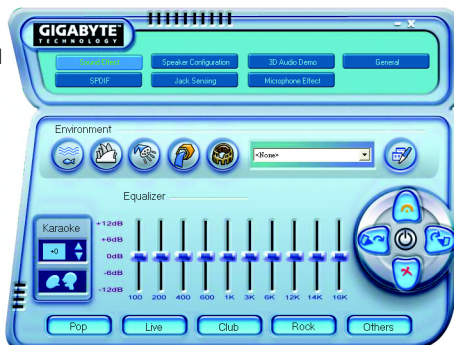 GIGABYTE™
TECHNOLOGY
Sound Effect Speaker Configuration 3D Audio Demo General
SPDIF Jack Sensing Microphone Effect
Environment
<None>
Equalizer
Karaoke
+0
+12dB
+6dB
0dB
-6dB
-12dB
100 200 400 600 1K 3K 6K 12K 14K 16K
Pop Live Club Rock Others